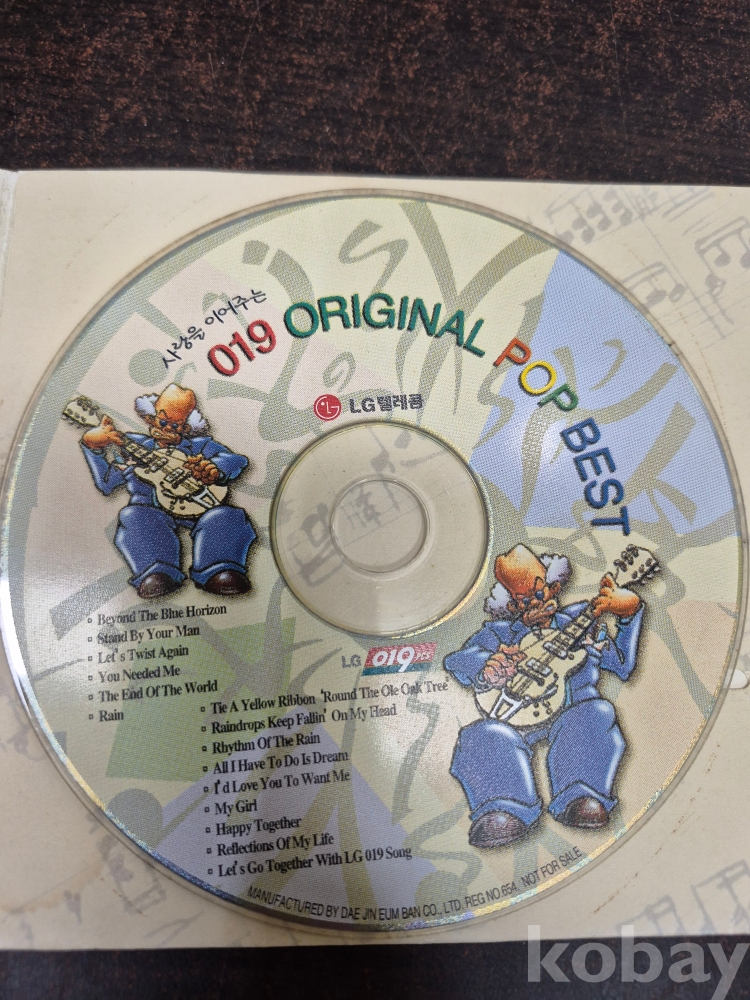 사랑을 이어주는
019 ORIGINAL POP BEST
LG텔레콤
Beyond The Blue Horizon
Stand By Your Man
Let's Twist Again
You Needed Me
The End Of The World
Rain
LG 019 PCS
Tie A Yellow Ribbon 'Round The Ole Oak Tree
Raindrops Keep Fallin' On My Head
Rhythm Of The Rain
All I Have To Do Is Dream
I'd Love You To Want Me
My Girl
Happy Together
Reflections Of My Life
Let's Go Together With LG 019 Song
MANUFACTURED BY DAE JIN EUM BAN CO., LTD. REG NO.654. NOT FOR SALE
kobay